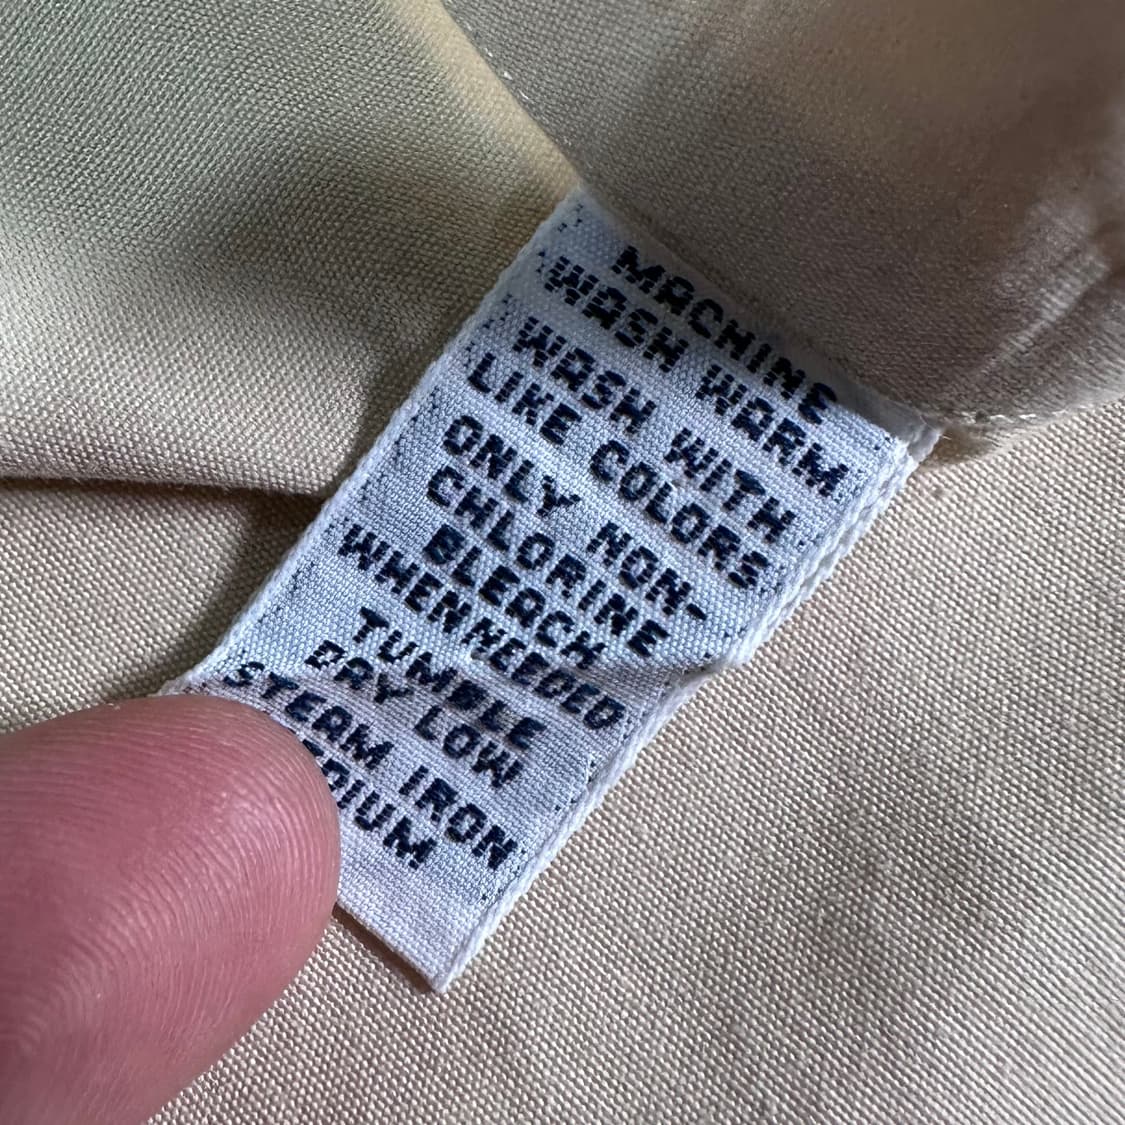 MACHINE
WASH WARM
WASH WITH
LIKE COLORS
ONLY NON-
CHLORINE
BLEACH
WHEN NEEDED
TUMBLE
DRY LOW
STEAM IRON